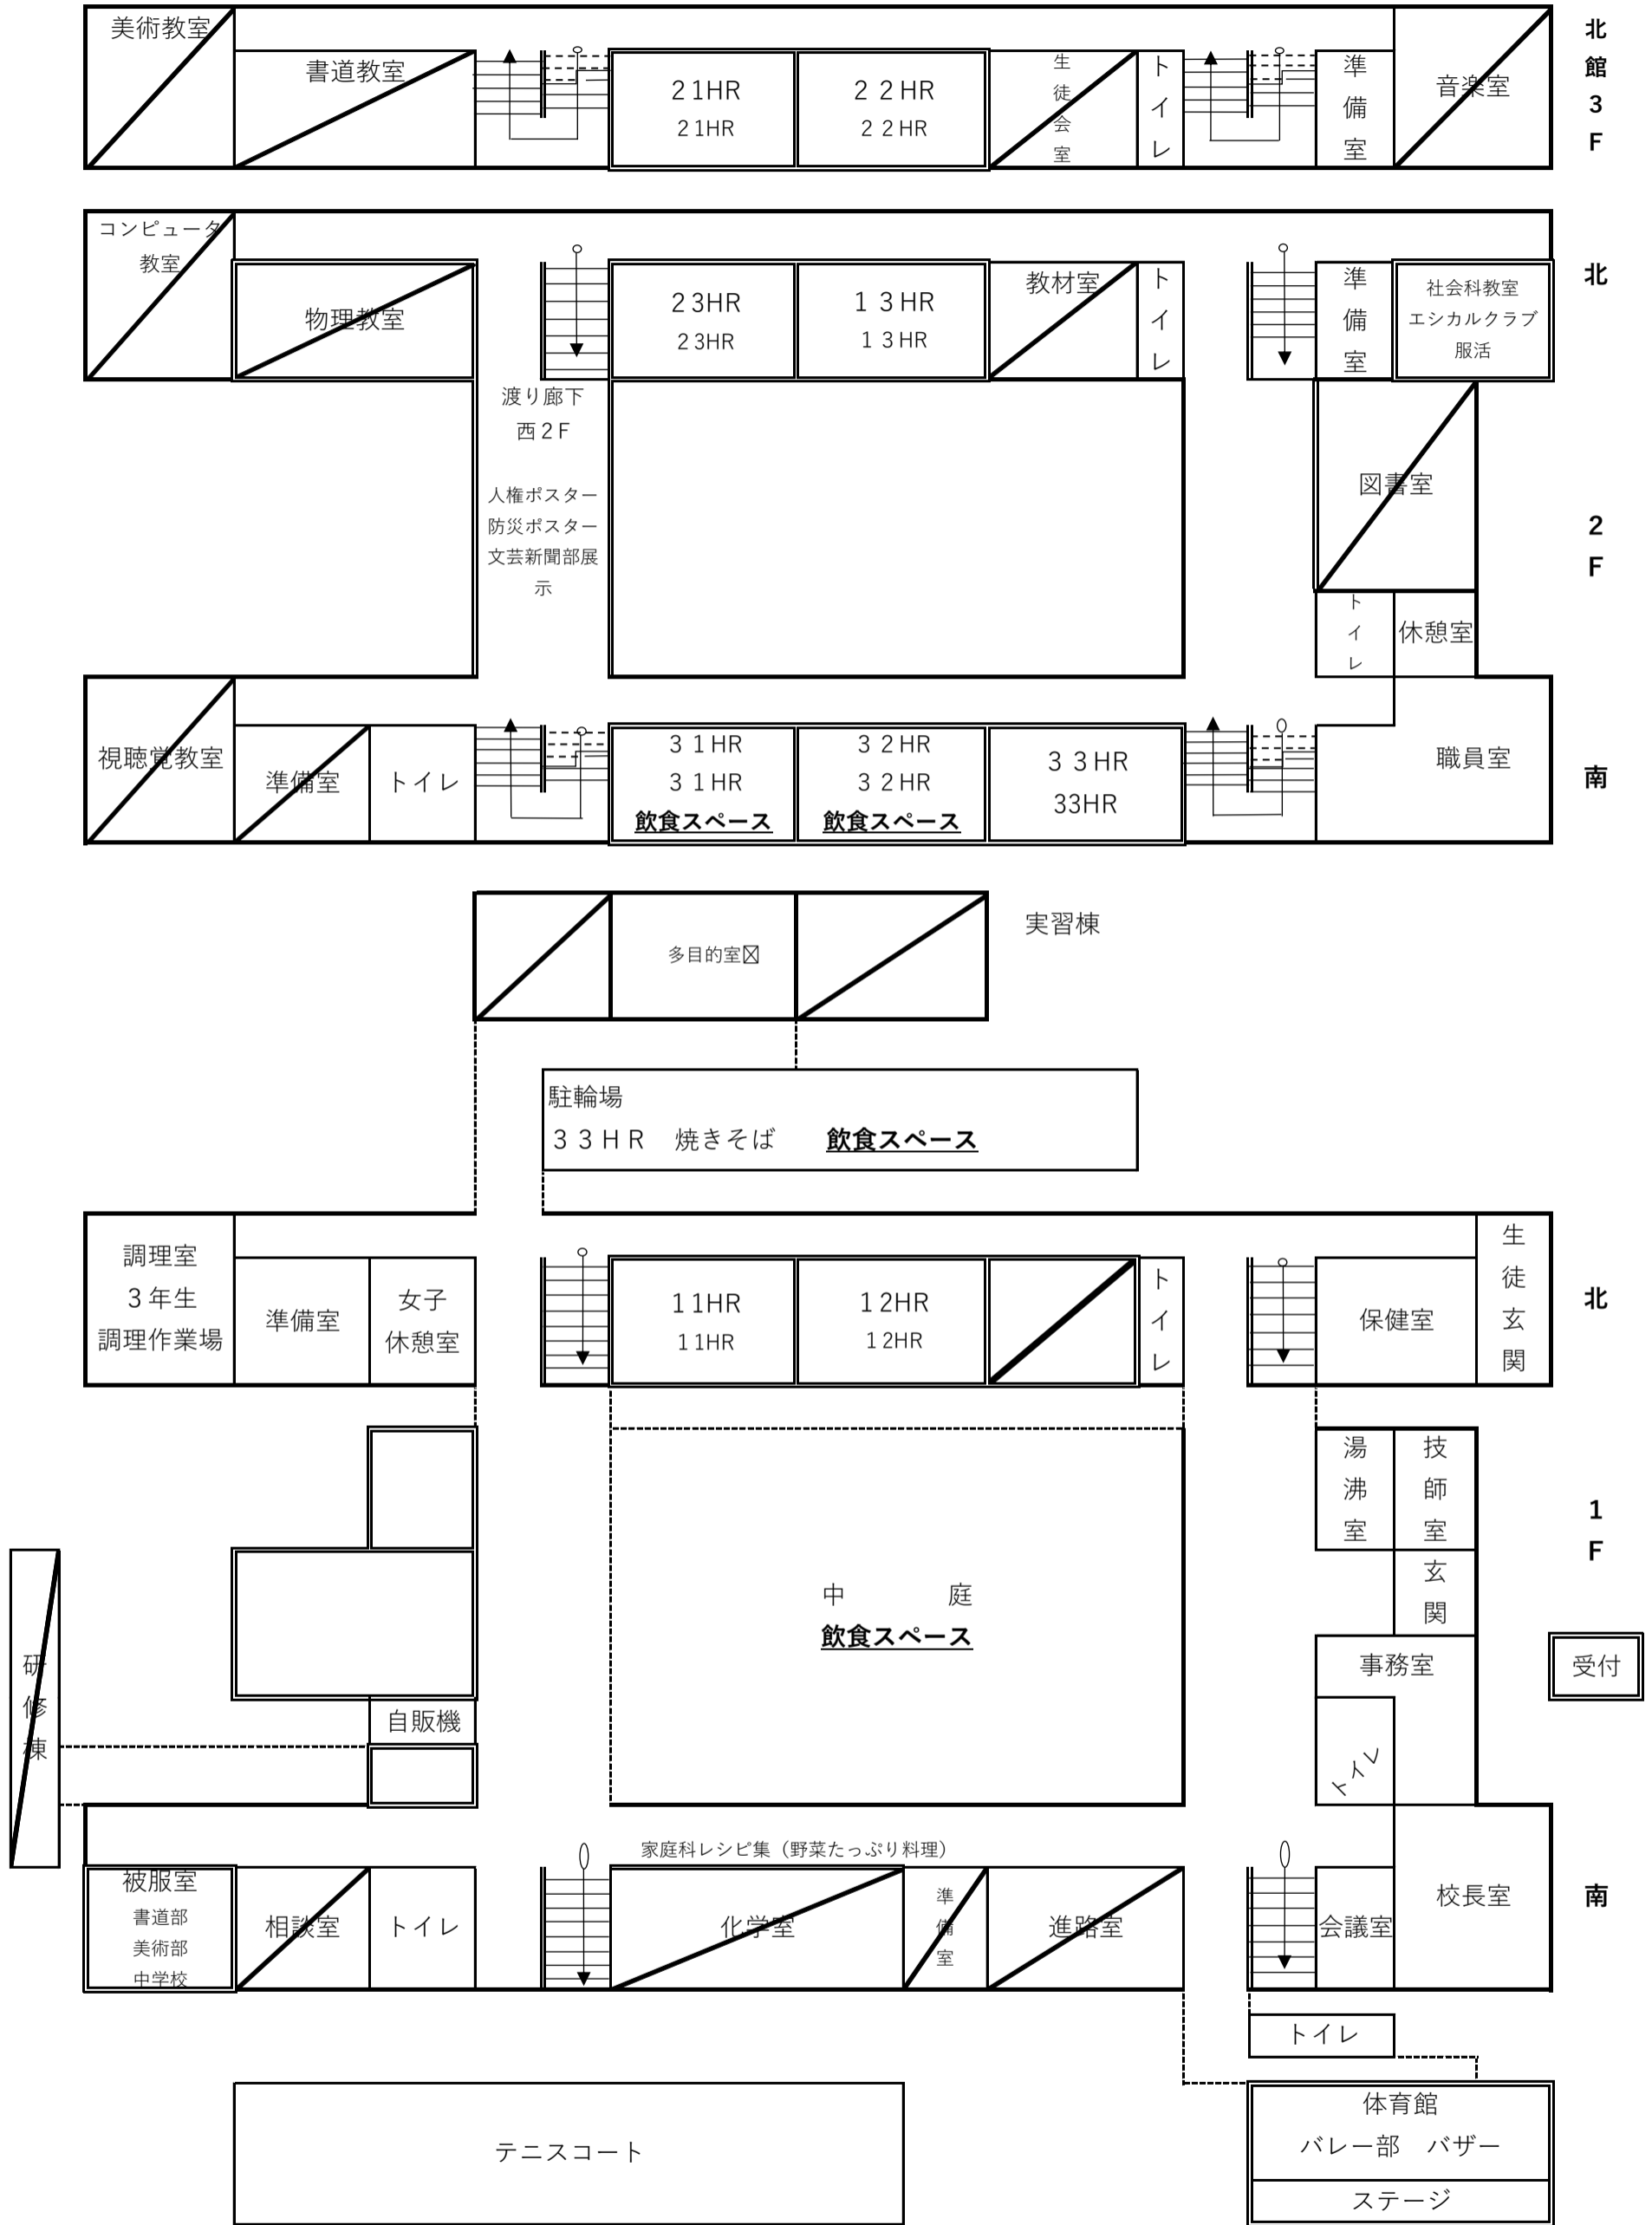 美術教室
書道教室
21HR
21HR
２２HR
２２HR
生徒会室
トイレ
準備室
音楽室
北館３F
コンピュータ
教室
物理教室
23HR
23HR
１３HR
１３HR
教材室
トイレ
準備室
社会科教室
エシカルクラブ
服活
北
渡り廊下
西２F
人権ポスター
防災ポスター
文芸新聞部展
示
図書室
２F
トイレ
休憩室
視聴覚教室
準備室
トイレ
３１HR
３１HR
飲食スペース
３２HR
３２HR
飲食スペース
３３HR
33HR
職員室
南
多目的室
実習棟
駐輪場
３３ＨＲ　焼きそば　　飲食スペース
調理室
３年生
調理作業場
準備室
女子
休憩室
11HR
11HR
12HR
12HR
トイレ
保健室
生徒玄関
北
湯沸室
技師室
玄関
１F
中　　　　庭
飲食スペース
事務室
受付
研修棟
自販機
トイレ
家庭科レシピ集（野菜たっぷり料理）
被服室
書道部
美術部
中学校
相談室
トイレ
化学室
準備室
進路室
会議室
校長室
南
トイレ
テニスコート
体育館
バレー部　バザー
ステージ